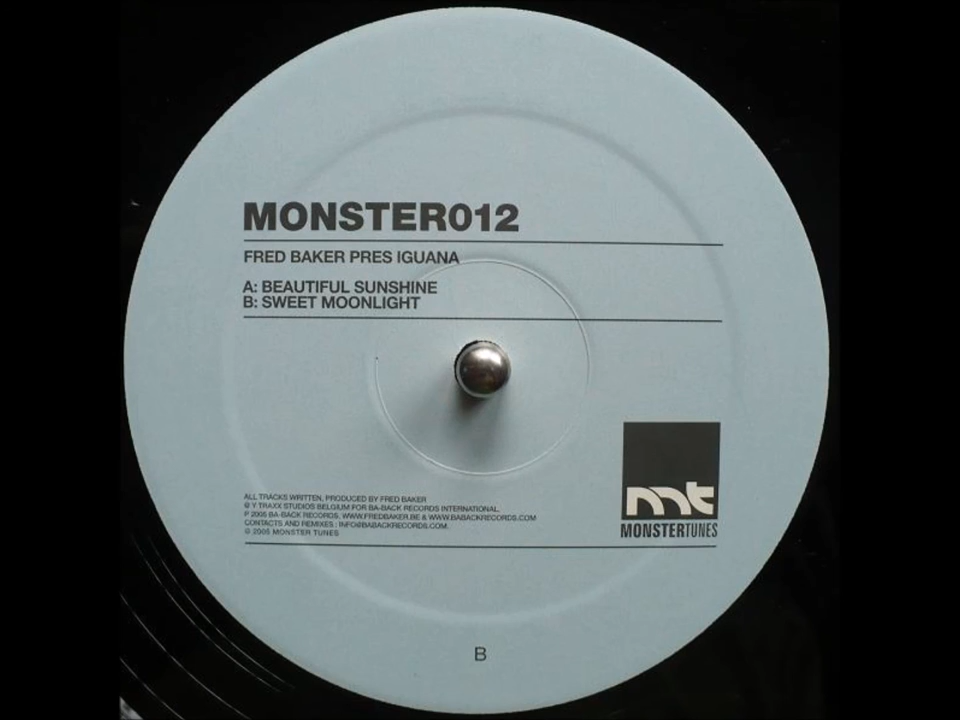 MONSTER012
FRED BAKER PRES IGUANA
A: BEAUTIFUL SUNSHINE
B: SWEET MOONLIGHT
ALL TRACKS WRITTEN, PRODUCED BY FRED BAKER
@ Y TRAXX STUDIOS BELGIUM FOR BA-BACK RECORDS INTERNATIONAL.
P 2005 BA-BACK RECORDS. WWW.FREDBAKER.BE & WWW.BABACKRECORDS.COM
CONTACTS AND REMIXES : INFO@BABACKRECORDS.COM.
© 2005 MONSTER TUNES
mt
MONSTERTUNES
B